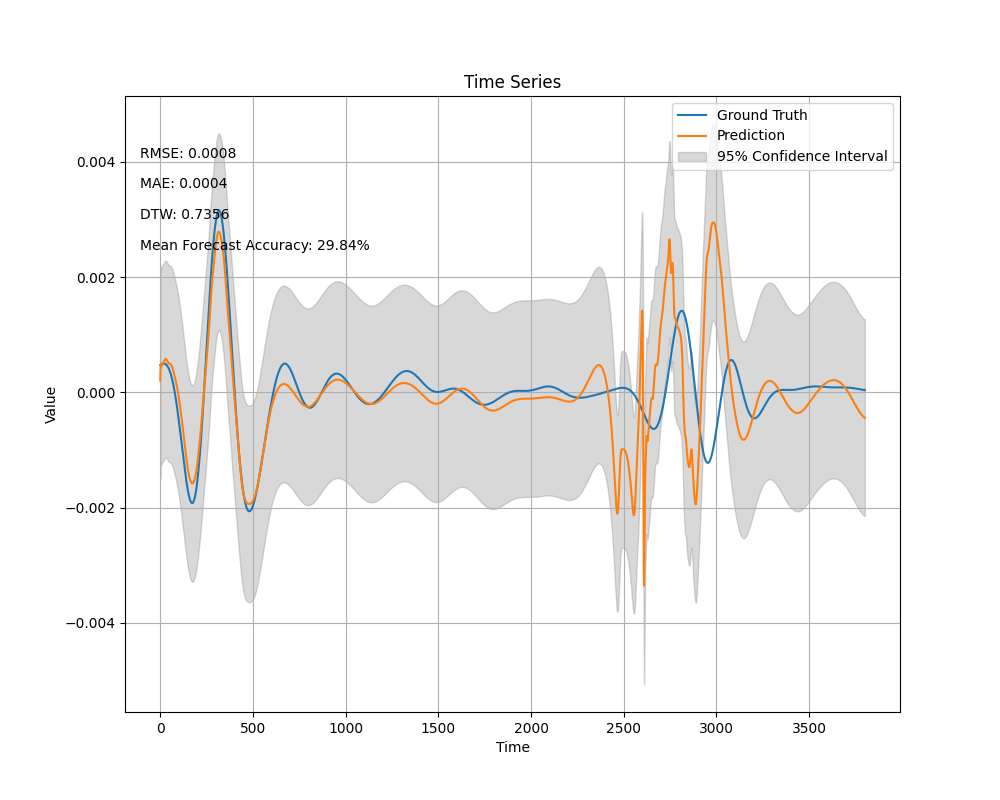 Time Series
Ground Truth
Prediction
95% Confidence Interval
RMSE: 0.0008
MAE: 0.0004
DTW: 0.7356
Mean Forecast Accuracy: 29.84%
0.004
0.002
0.000
−0.002
−0.004
Value
0 500 1000 1500 2000 2500 3000 3500
Time